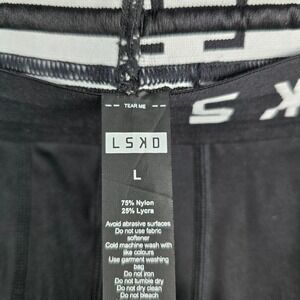 TEAR ME
LSKD
L
75% Nylon
25% Lycra
Avoid abrasive surfaces
Do not use fabric
softener
Cold machine wash with
like colours
Use garment washing
bag
Do not iron
Do not tumble dry
Do not dry clean
Do not bleach
S K